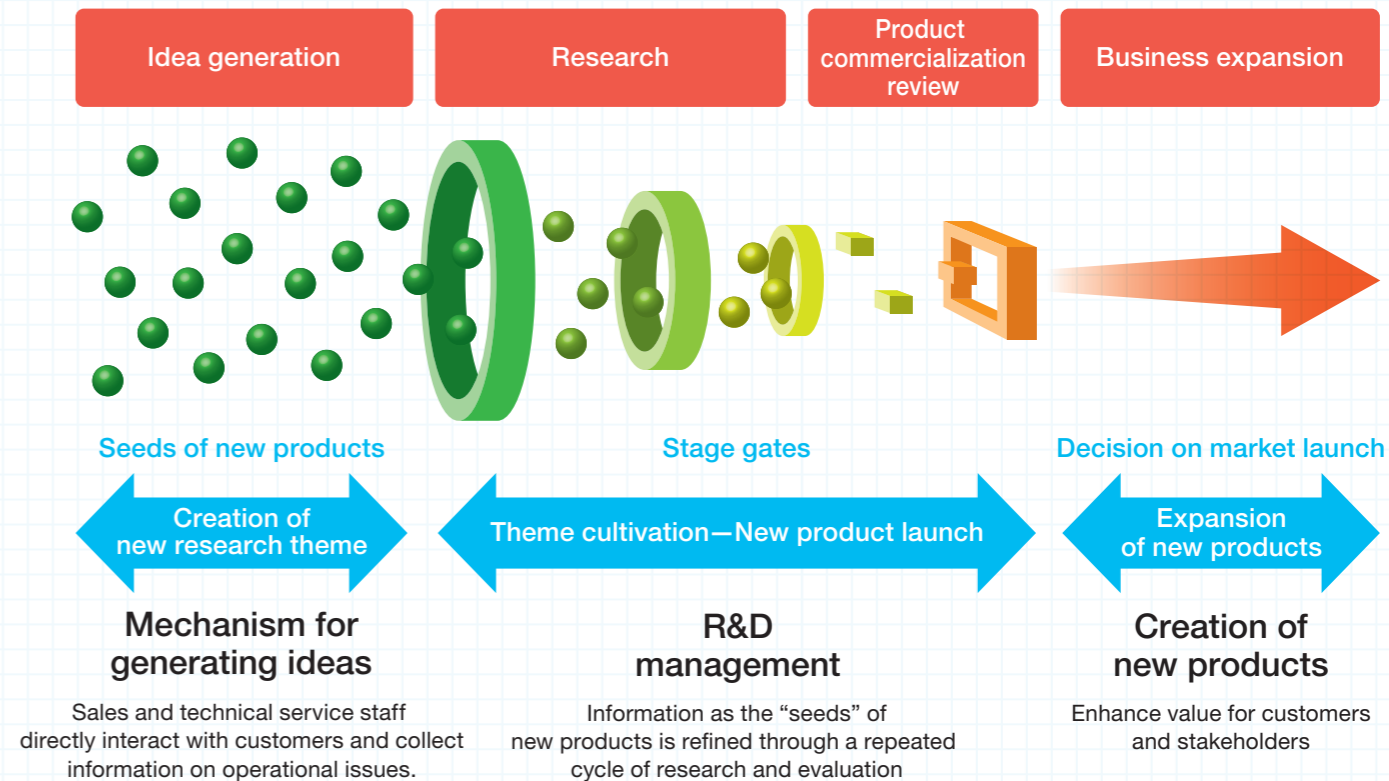 Idea generation
Research
Product
commercialization
review
Business expansion
Seeds of new products
Stage gates
Decision on market launch
Creation of
new research theme
Theme cultivation—New product launch
Expansion
of new products
Mechanism for
generating ideas
R&D
management
Creation of
new products
Sales and technical service staff
directly interact with customers and collect
information on operational issues.
Information as the “seeds” of
new products is refined through a repeated
cycle of research and evaluation
Enhance value for customers
and stakeholders